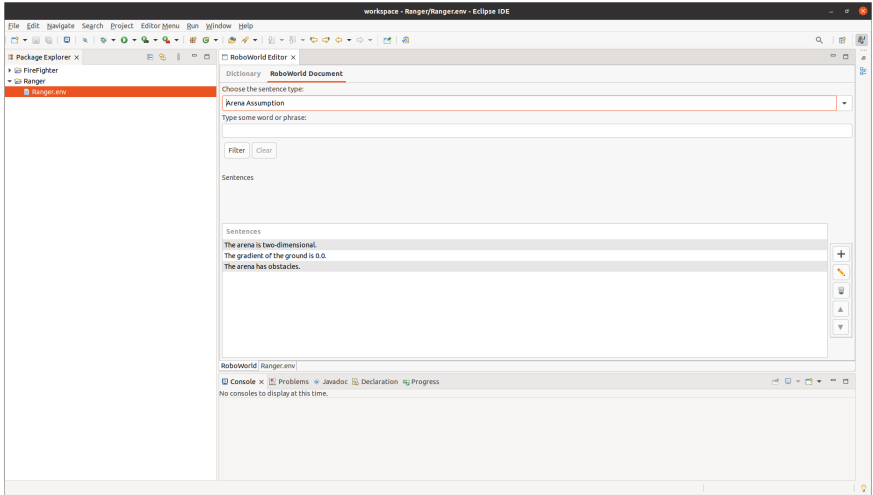 workspace - Ranger/Ranger.env - Eclipse IDE
File Edit Navigate Search Project Editor Menu Run Window Help
Package Explorer
FireFighter
Ranger
Ranger.env
RoboWorld Editor
Dictionary RoboWorld Document
Choose the sentence type:
Arena Assumption
Type some word or phrase:
Filter Clear
Sentences
Sentences
The arena is two-dimensional.
The gradient of the ground is 0.0.
The arena has obstacles.
RoboWorld Ranger.env
Console Problems Javadoc Declaration Progress
No consoles to display at this time.